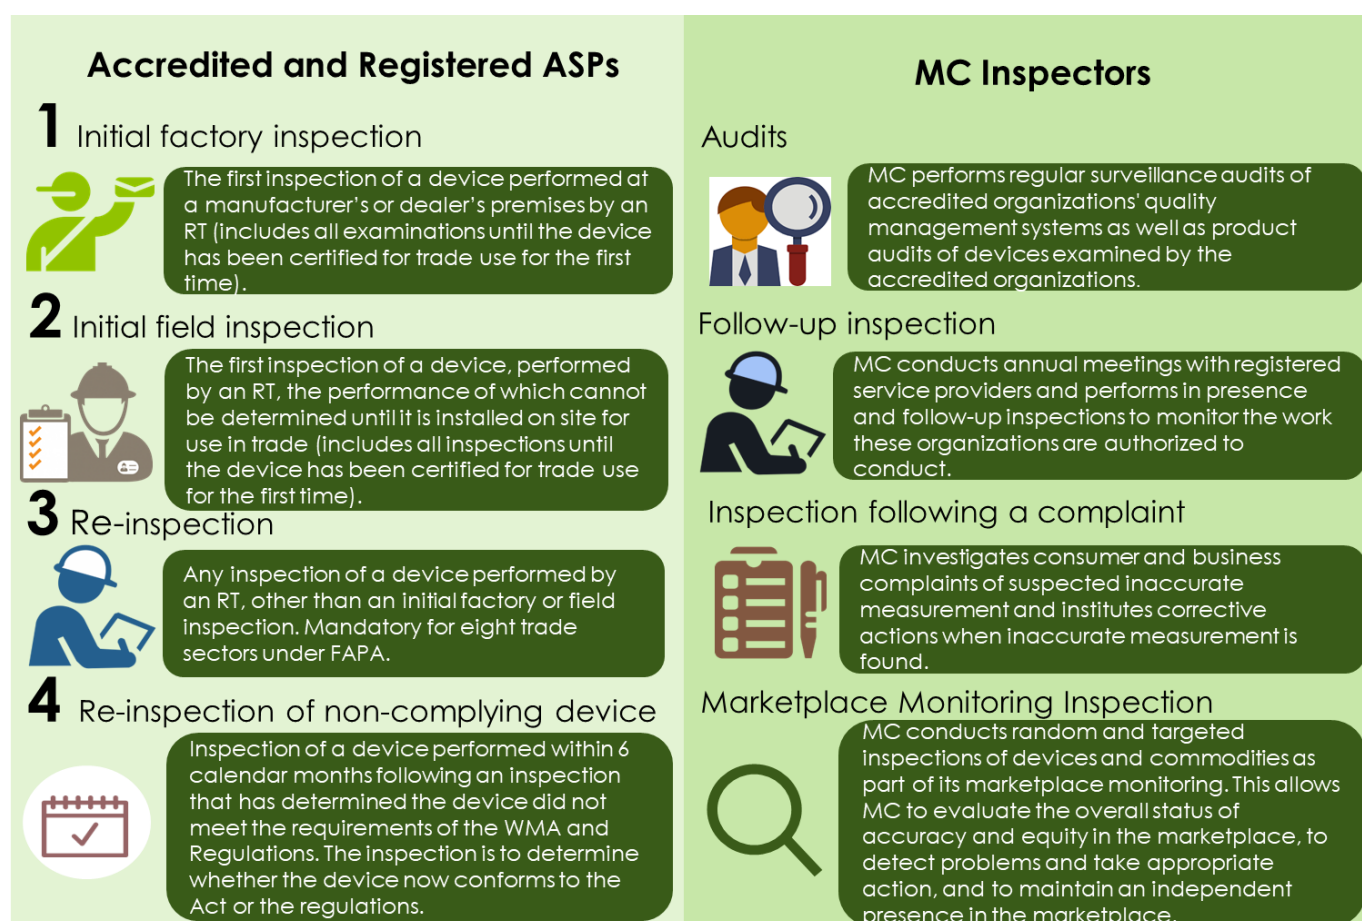 Accredited and Registered ASPs
1 Initial factory inspection
The first inspection of a device performed at
a manufacturer's or dealer's premises by an
RT (includes all examinations until the device
has been certified for trade use for the first
time).
2 Initial field inspection
The first inspection of a device, performed
by an RT, the performance of which cannot
be determined until it is installed on site for
use in trade (includes all inspections until
the device has been certified for trade use
for the first time).
3 Re-inspection
Any inspection of a device performed by
an RT, other than an initial factory or field
inspection. Mandatory for eight trade
sectors under FAPA.
4 Re-inspection of non-complying device
Inspection of a device performed within 6
calendar months following an inspection
that has determined the device did not
meet the requirements of the WMA and
Regulations. The inspection is to determine
whether the device now conforms to the
Act or the regulations.
MC Inspectors
Audits
MC performs regular surveillance audits of
accredited organizations' quality
management systems as well as product
audits of devices examined by the
accredited organizations.
Follow-up inspection
MC conducts annual meetings with registered
service providers and performs in presence
and follow-up inspections to monitor the work
these organizations are authorized to
conduct.
Inspection following a complaint
MC investigates consumer and business
complaints of suspected inaccurate
measurement and institutes corrective
actions when inaccurate measurement is
found.
Marketplace Monitoring Inspection
MC conducts random and targeted
inspections of devices and commodities as
part of its marketplace monitoring. This allows
MC to evaluate the overall status of
accuracy and equity in the marketplace, to
detect problems and take appropriate
action, and to maintain an independent
presence in the marketplace.